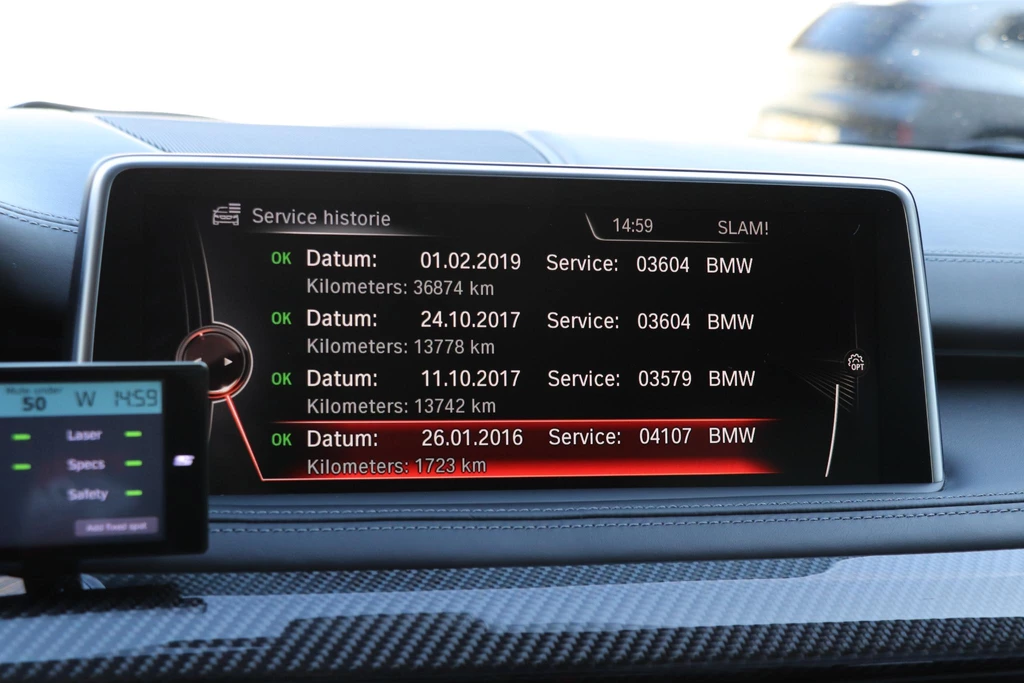 Service historie
14:59 SLAM!
OK Datum: 01.02.2019 Service: 03604 BMW
Kilometers: 36874 km
OK Datum: 24.10.2017 Service: 03604 BMW
Kilometers: 13778 km
OK Datum: 11.10.2017 Service: 03579 BMW
Kilometers: 13742 km
OK Datum: 26.01.2016 Service: 04107 BMW
Kilometers: 1723 km
OPT
Mute under
50 W 14:59
Laser
Specs
Safety
Add fixed spot